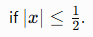 if |x| ≤ 1/2.